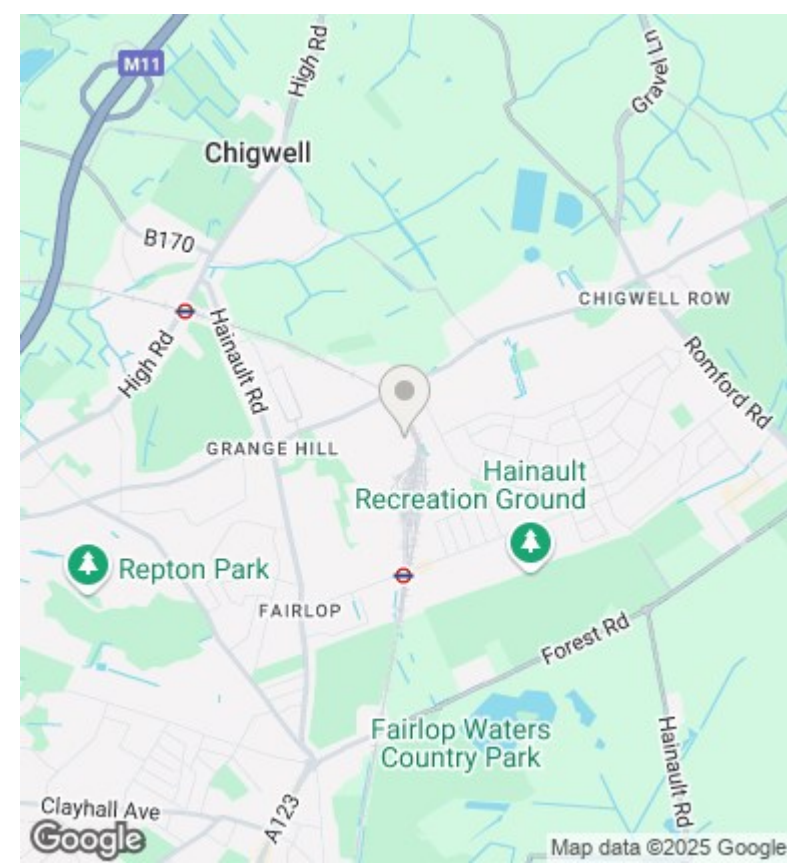 M11
High Rd
Gravel Ln
Chigwell
B170
CHIGWELL ROW
High Rd
Hainault Rd
Romford Rd
GRANGE HILL
Hainault
Recreation Ground
Repton Park
FAIRLOP
Forest Rd
Fairlop Waters
Country Park
Hainault Rd
Clayhall Ave
A123
Google
Map data ©2025 Google